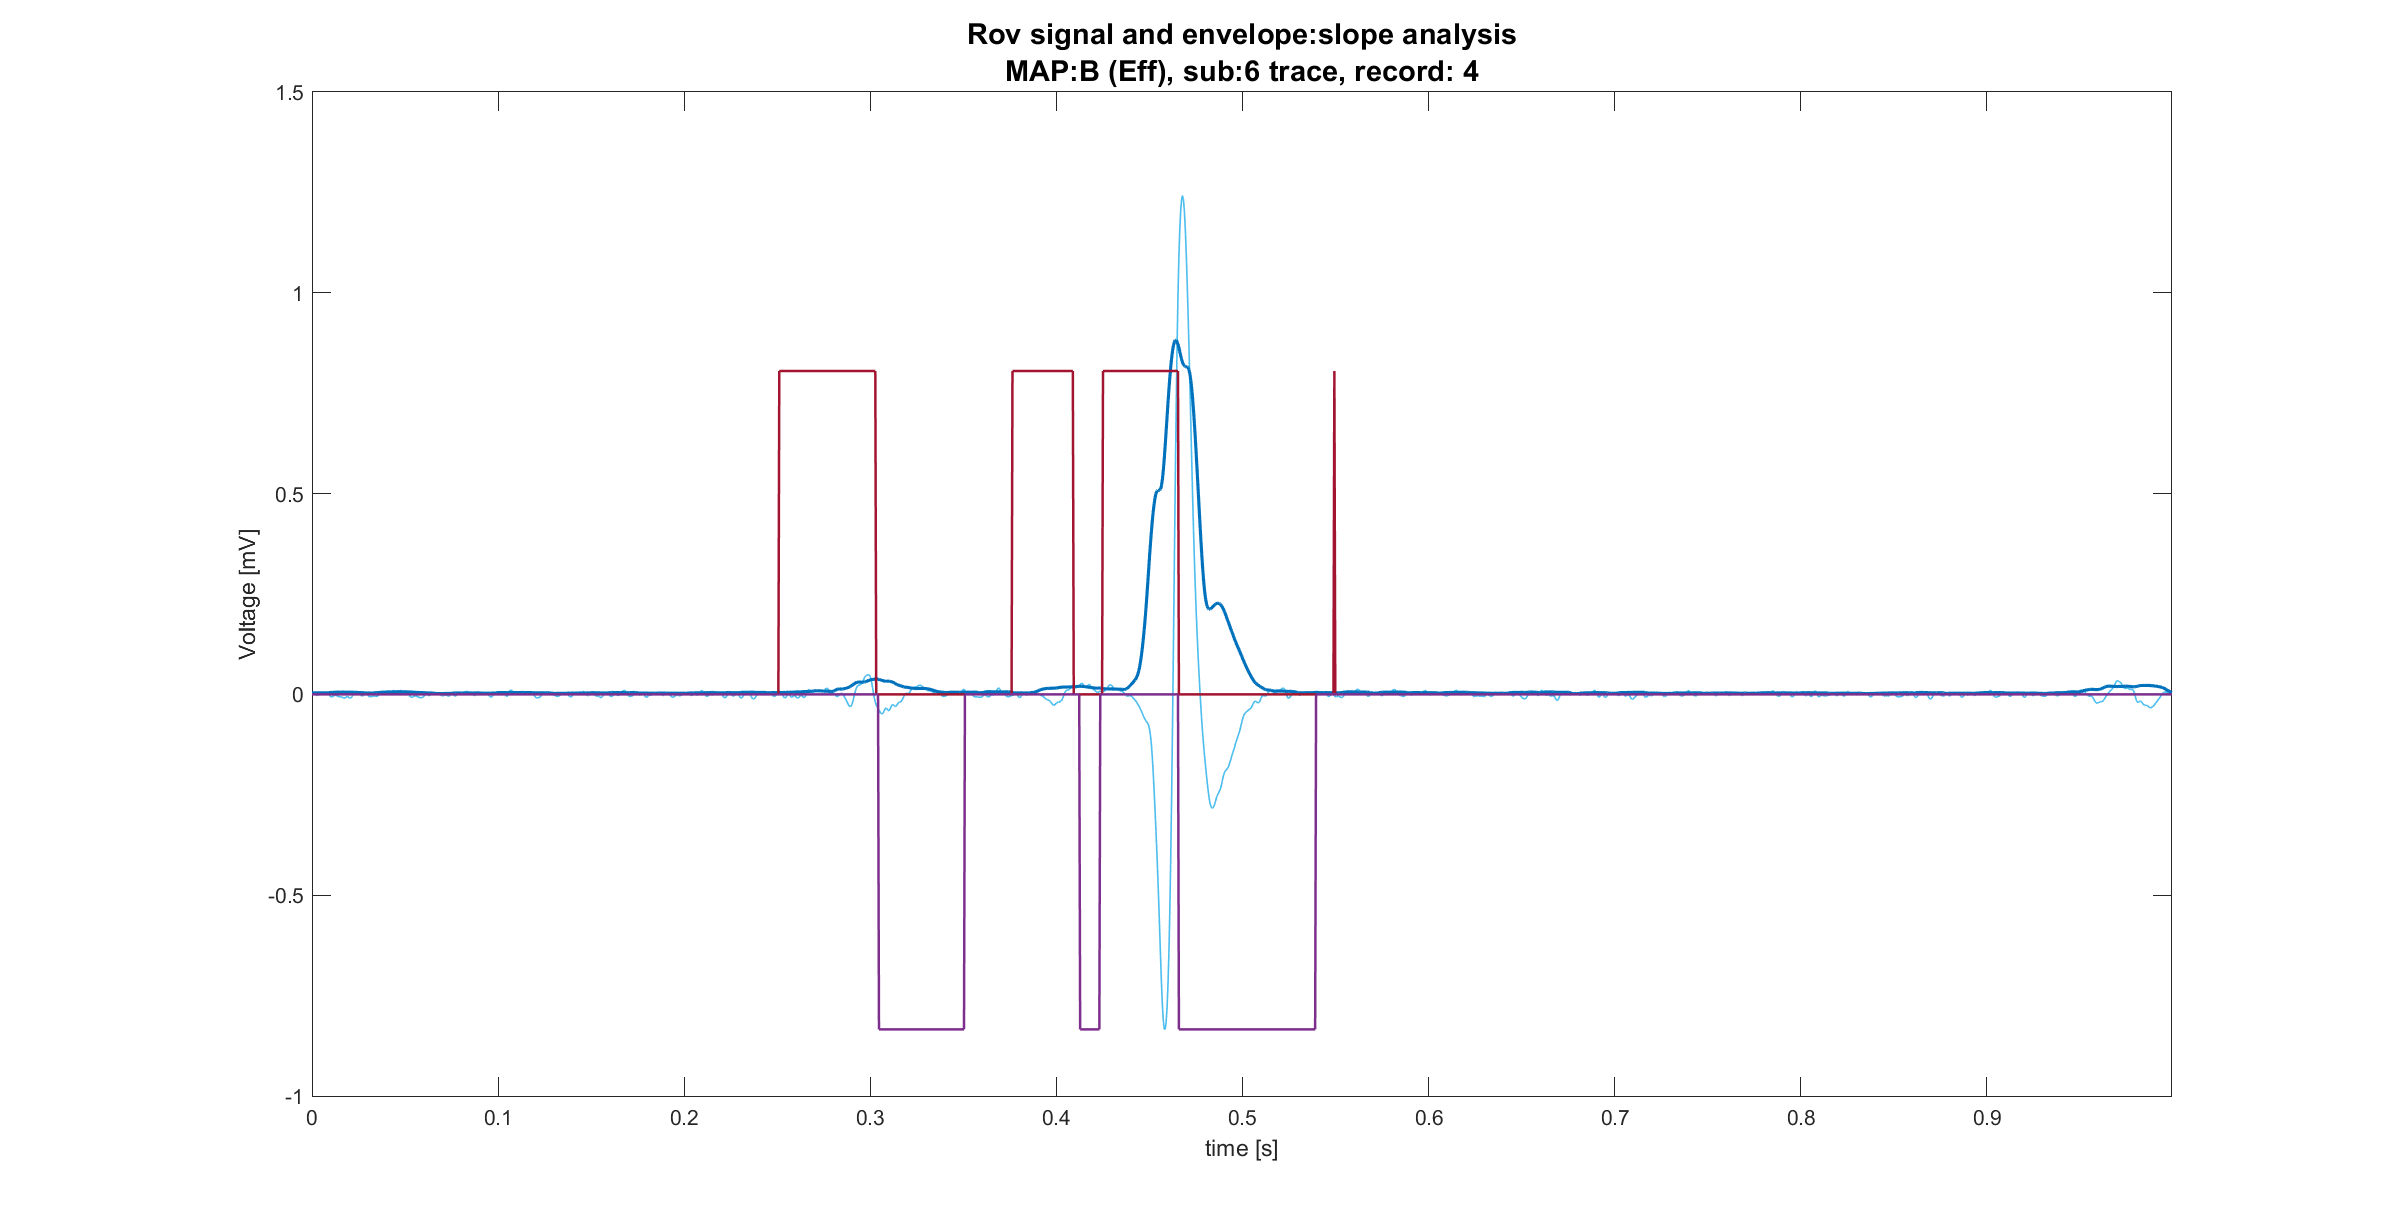 Rov signal and envelope:slope analysis
MAP:B (Eff), sub:6 trace, record: 4
1.5
1
0.5
0
-0.5
-1
Voltage [mV]
0 0.1 0.2 0.3 0.4 0.5 0.6 0.7 0.8 0.9
time [s]